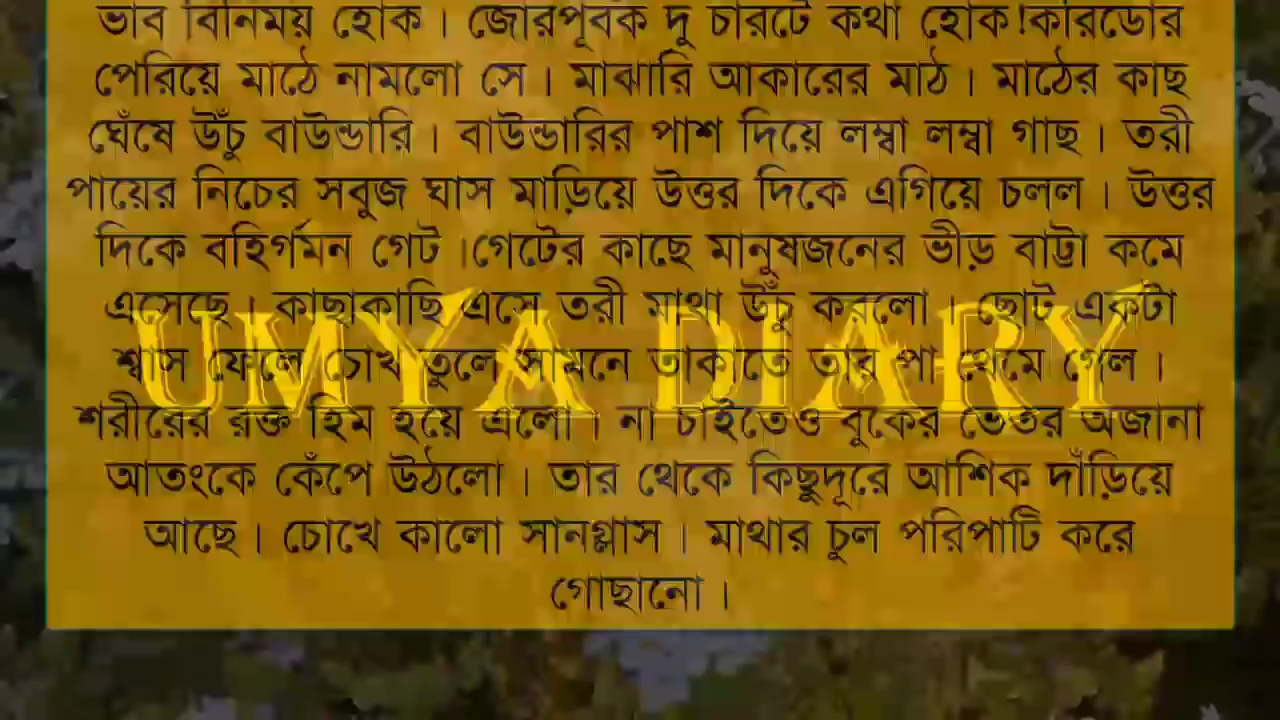 ভাব বিনিময় হোক। জোরপূর্বক দু চারটে কথা হোক!করিডোর
পেরিয়ে মাঠে নামলো সে। মাঝারি আকারের মাঠ। মাঠের কাছ
ঘেঁষে উঁচু বাউন্ডারি। বাউন্ডারির পাশ দিয়ে লম্বা লম্বা গাছ। তরী
পায়ের নিচের সবুজ ঘাস মাড়িয়ে উত্তর দিকে এগিয়ে চলল। উত্তর
দিকে বহির্গমন গেট।গেটের কাছে মানুষজনের ভীড় বাট্টা কমে
এসেছে। কাছাকাছি এসে তরী মাথা উঁচু করলো। ছোট একটা
শ্বাস ফেলে চোখ তুলে সামনে তাকাতে তার পা থেমে গেল।
UMYA DIARY
শরীরের রক্ত হিম হয়ে এলো। না চাইতেও বুকের ভেতর অজানা
আতংকে কেঁপে উঠলো। তার থেকে কিছুদূরে আশিক দাঁড়িয়ে
আছে। চোখে কালো সানগ্লাস। মাথার চুল পরিপাটি করে
গোছানো।